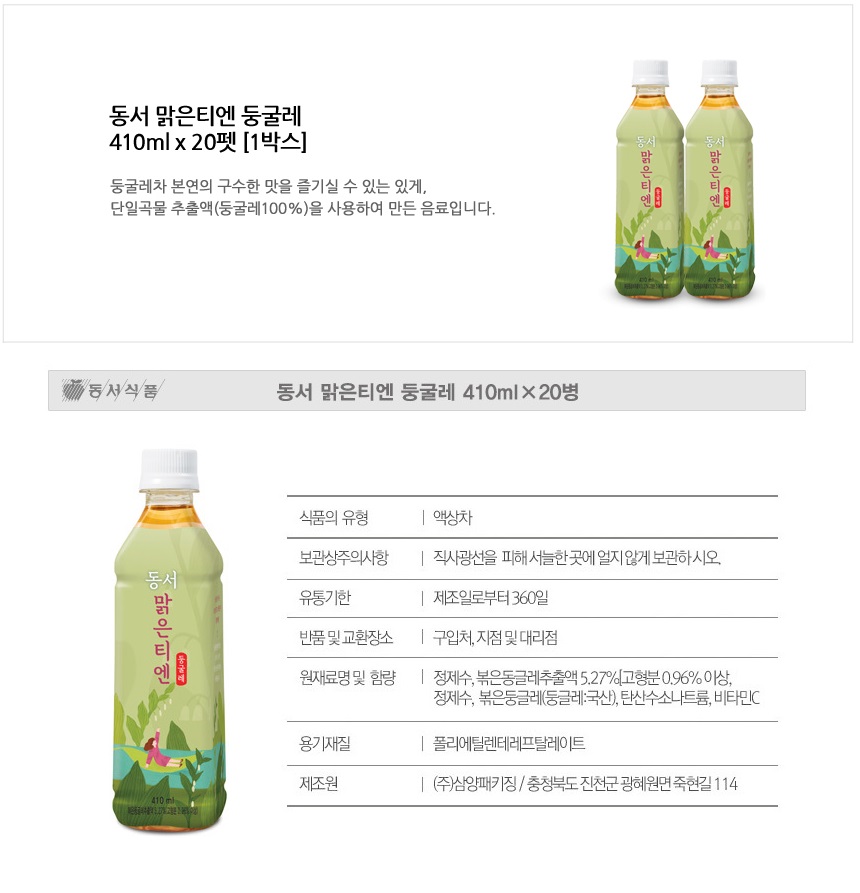 동서 맑은티엔 둥굴레
410ml x 20펫 [1박스]
둥굴레차 본연의 구수한 맛을 즐기실 수 있는 있게,
단일곡물 추출액(둥굴레100%)을 사용하여 만든 음료입니다.
동서
맑은티엔
둥굴레
410 ml
동서
맑은티엔
둥굴레
410 ml
동서식품
동서 맑은티엔 둥굴레 410ml×20병
동서
맑은티엔
둥굴레
410 ml
식품의 유형 | 액상차
보관상주의사항 | 직사광선을 피해 서늘한 곳에 얼지 않게 보관하 시오.
유통기한 | 제조일로부터 360일
반품 및 교환장소 | 구입처, 지점 및 대리점
원재료명 및 함량 | 정제수, 볶은동글레추출액 5.27%[고형분 0.96% 이상,
정제수, 볶은둥글레(둥글레:국산), 탄산수소나트륨, 비타민C
용기재질 | 폴리에틸렌테레프탈레이트
제조원 | (주)삼양패키징 / 충청북도 진천군 광혜원면 죽현길 114